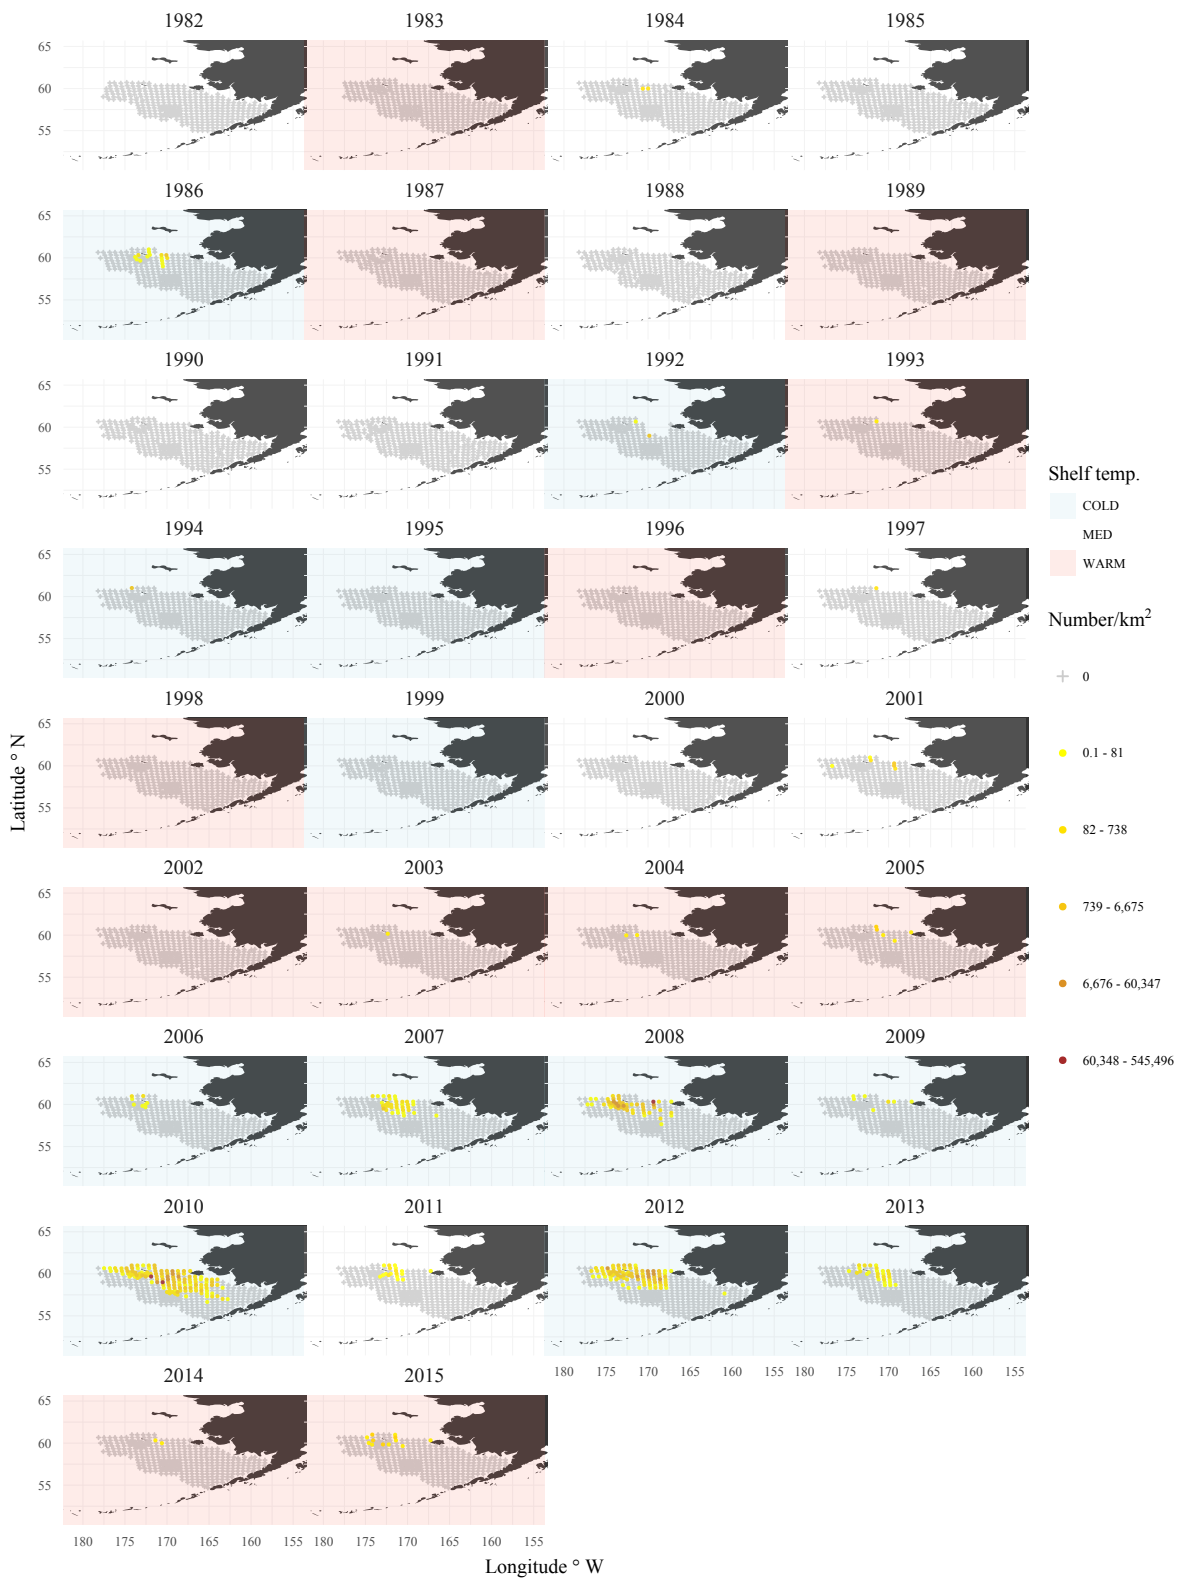 1982 1983 1984 1985
65
60
55
1986 1987 1988 1989
65
60
55
1990 1991 1992 1993
65
60
55
1994 1995 1996 1997
65
60
55
1998 1999 2000 2001
65
60
55
2002 2003 2004 2005
65
60
55
2006 2007 2008 2009
65
60
55
2010 2011 2012 2013
65
60
55
180 175 170 165 160 155 180 175 170 165 160 155
2014 2015
65
60
55
180 175 170 165 160 155 180 175 170 165 160 155
Longitude ° W
Latitude ° N
Shelf temp.
COLD
MED
WARM
Number/km²
0
0.1 - 81
82 - 738
739 - 6,675
6,676 - 60,347
60,348 - 545,496